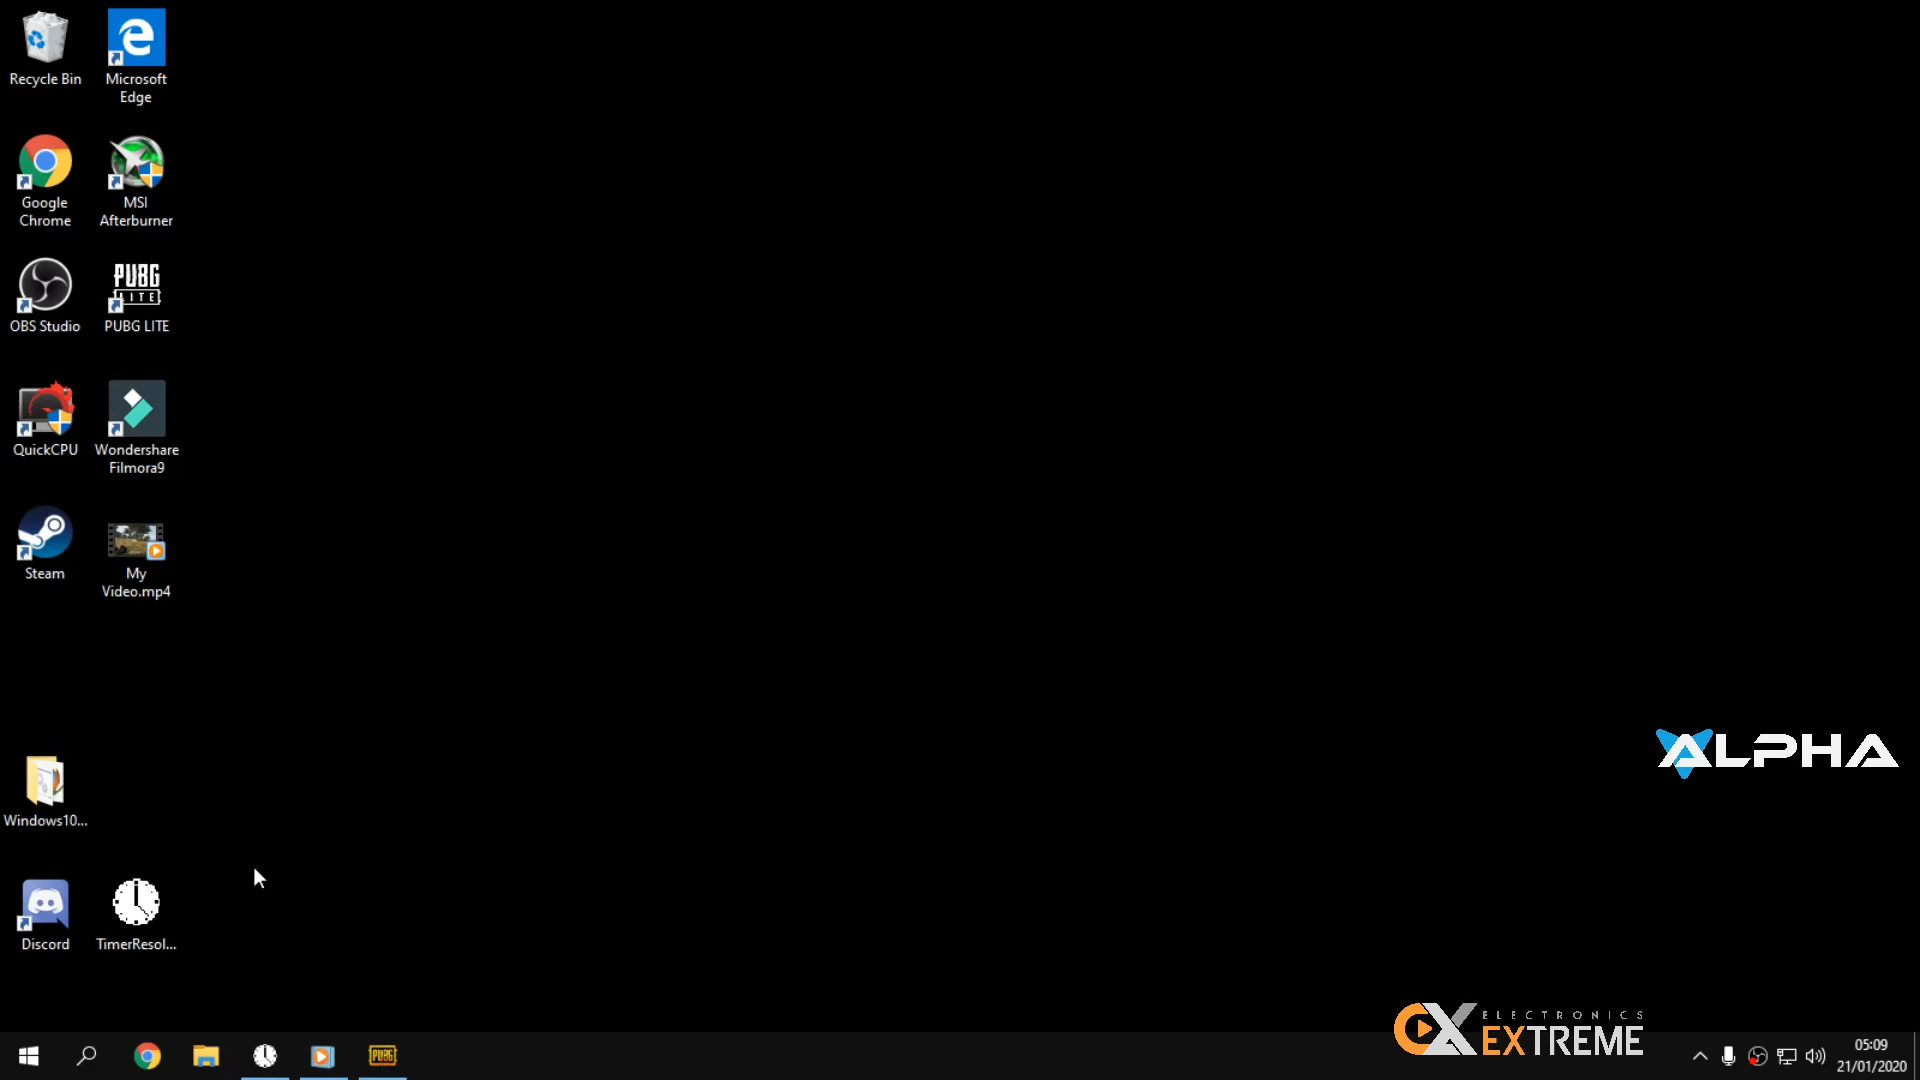 Recycle Bin
Microsoft
Edge
Google
Chrome
MSI
Afterburner
PUBG
LITE
OBS Studio
PUBG LITE
QuickCPU
Wondershare
Filmora9
Steam
My
Video.mp4
ALPHA
Windows10...
Discord
TimerResol...
ELECTRONICS
EXTREME
PUBG
05:09
21/01/2020